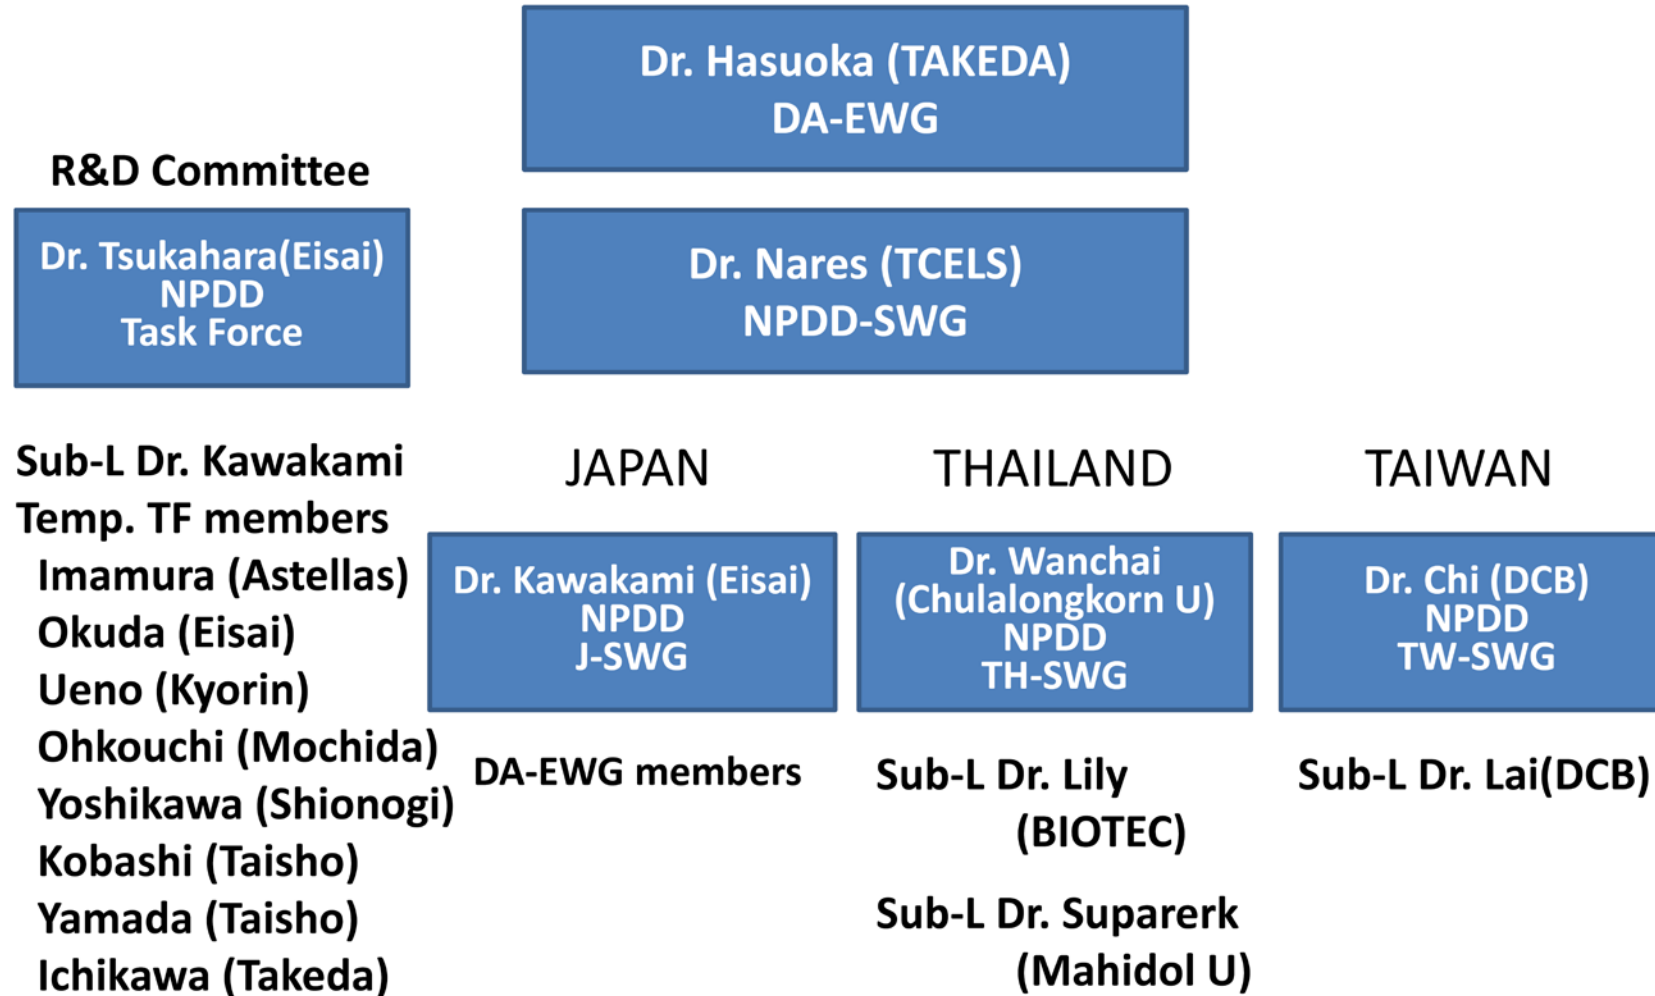 Dr. Hasuoka (TAKEDA)
DA-EWG
R&D Committee
Dr. Tsukahara(Eisai)
NPDD
Task Force
Dr. Nares (TCELS)
NPDD-SWG
Sub-L Dr. Kawakami
Temp. TF members
Imamura (Astellas)
Okuda (Eisai)
Ueno (Kyorin)
Ohkouchi (Mochida)
Yoshikawa (Shionogi)
Kobashi (Taisho)
Yamada (Taisho)
Ichikawa (Takeda)
JAPAN
Dr. Kawakami (Eisai)
NPDD
J-SWG
DA-EWG members
THAILAND
Dr. Wanchai
(Chulalongkorn U)
NPDD
TH-SWG
Sub-L Dr. Lily
(BIOTEC)
Sub-L Dr. Suparerk
(Mahidol U)
TAIWAN
Dr. Chi (DCB)
NPDD
TW-SWG
Sub-L Dr. Lai(DCB)